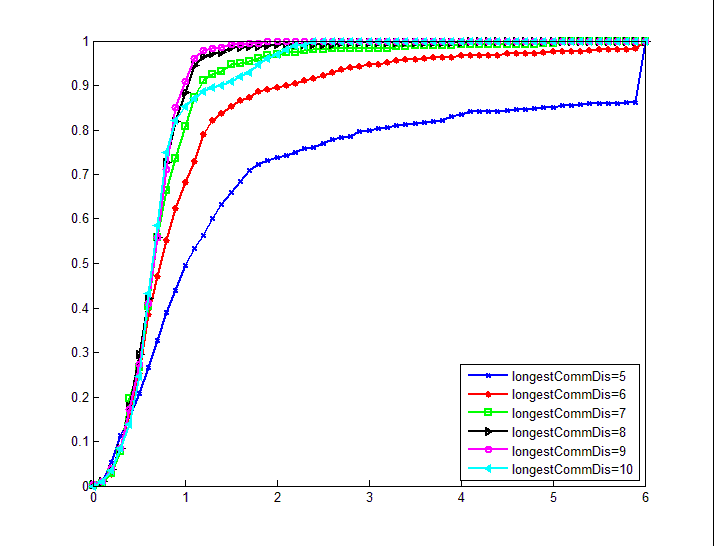 1
0.9
0.8
0.7
0.6
0.5
0.4
0.3
0.2
0.1
0
0 1 2 3 4 5 6
longestCommDis=5
longestCommDis=6
longestCommDis=7
longestCommDis=8
longestCommDis=9
longestCommDis=10